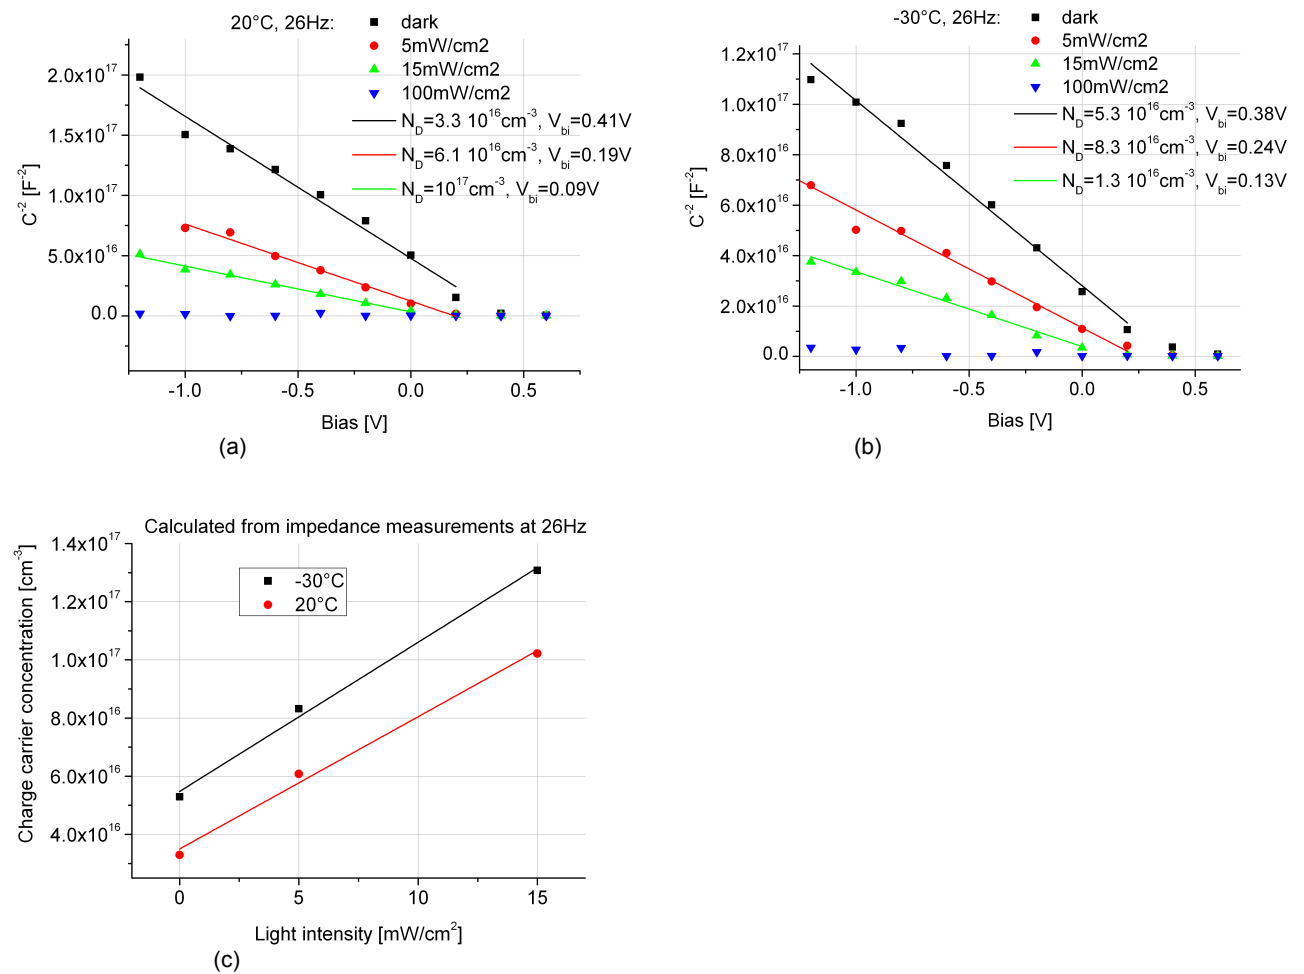 20°C, 26Hz:
dark
5mW/cm2
15mW/cm2
100mW/cm2
N_D=3.3 10^16cm^-3, V_bi=0.41V
N_D=6.1 10^16cm^-3, V_bi=0.19V
N_D=10^17cm^-3, V_bi=0.09V
C^-2 [F^-2]
2.0x10^17
1.5x10^17
1.0x10^17
5.0x10^16
0.0
-1.0
-0.5
0.0
0.5
Bias [V]
(a)
-30°C, 26Hz:
dark
5mW/cm2
15mW/cm2
100mW/cm2
N_D=5.3 10^16cm^-3, V_bi=0.38V
N_D=8.3 10^16cm^-3, V_bi=0.24V
N_D=1.3 10^16cm^-3, V_bi=0.13V
C^-2 [F^-2]
1.2x10^17
1.0x10^17
8.0x10^16
6.0x10^16
4.0x10^16
2.0x10^16
0.0
-1.0
-0.5
0.0
0.5
Bias [V]
(b)
Calculated from impedance measurements at 26Hz
-30°C
20°C
Charge carrier concentration [cm^-3]
1.4x10^17
1.2x10^17
1.0x10^17
8.0x10^16
6.0x10^16
4.0x10^16
0
5
10
15
Light intensity [mW/cm^2]
(c)